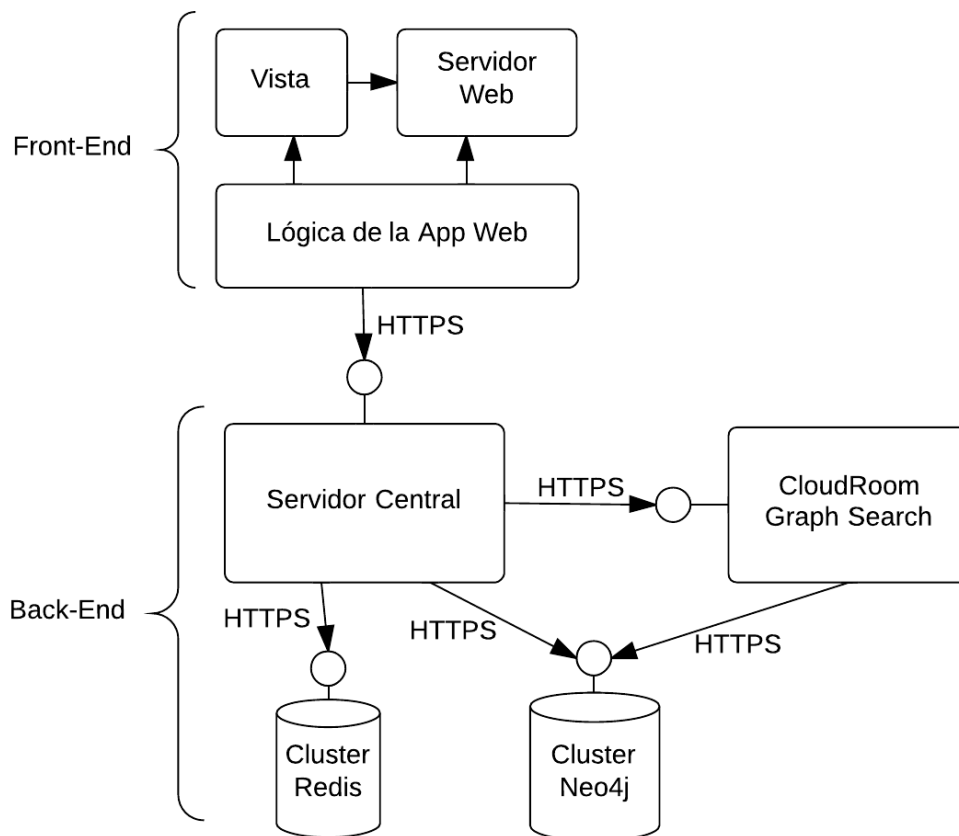 Vista
Servidor
Web
Front-End
Lógica de la App Web
HTTPS
Servidor Central
HTTPS
CloudRoom
Graph Search
Back-End
HTTPS
HTTPS
HTTPS
Cluster
Redis
Cluster
Neo4j